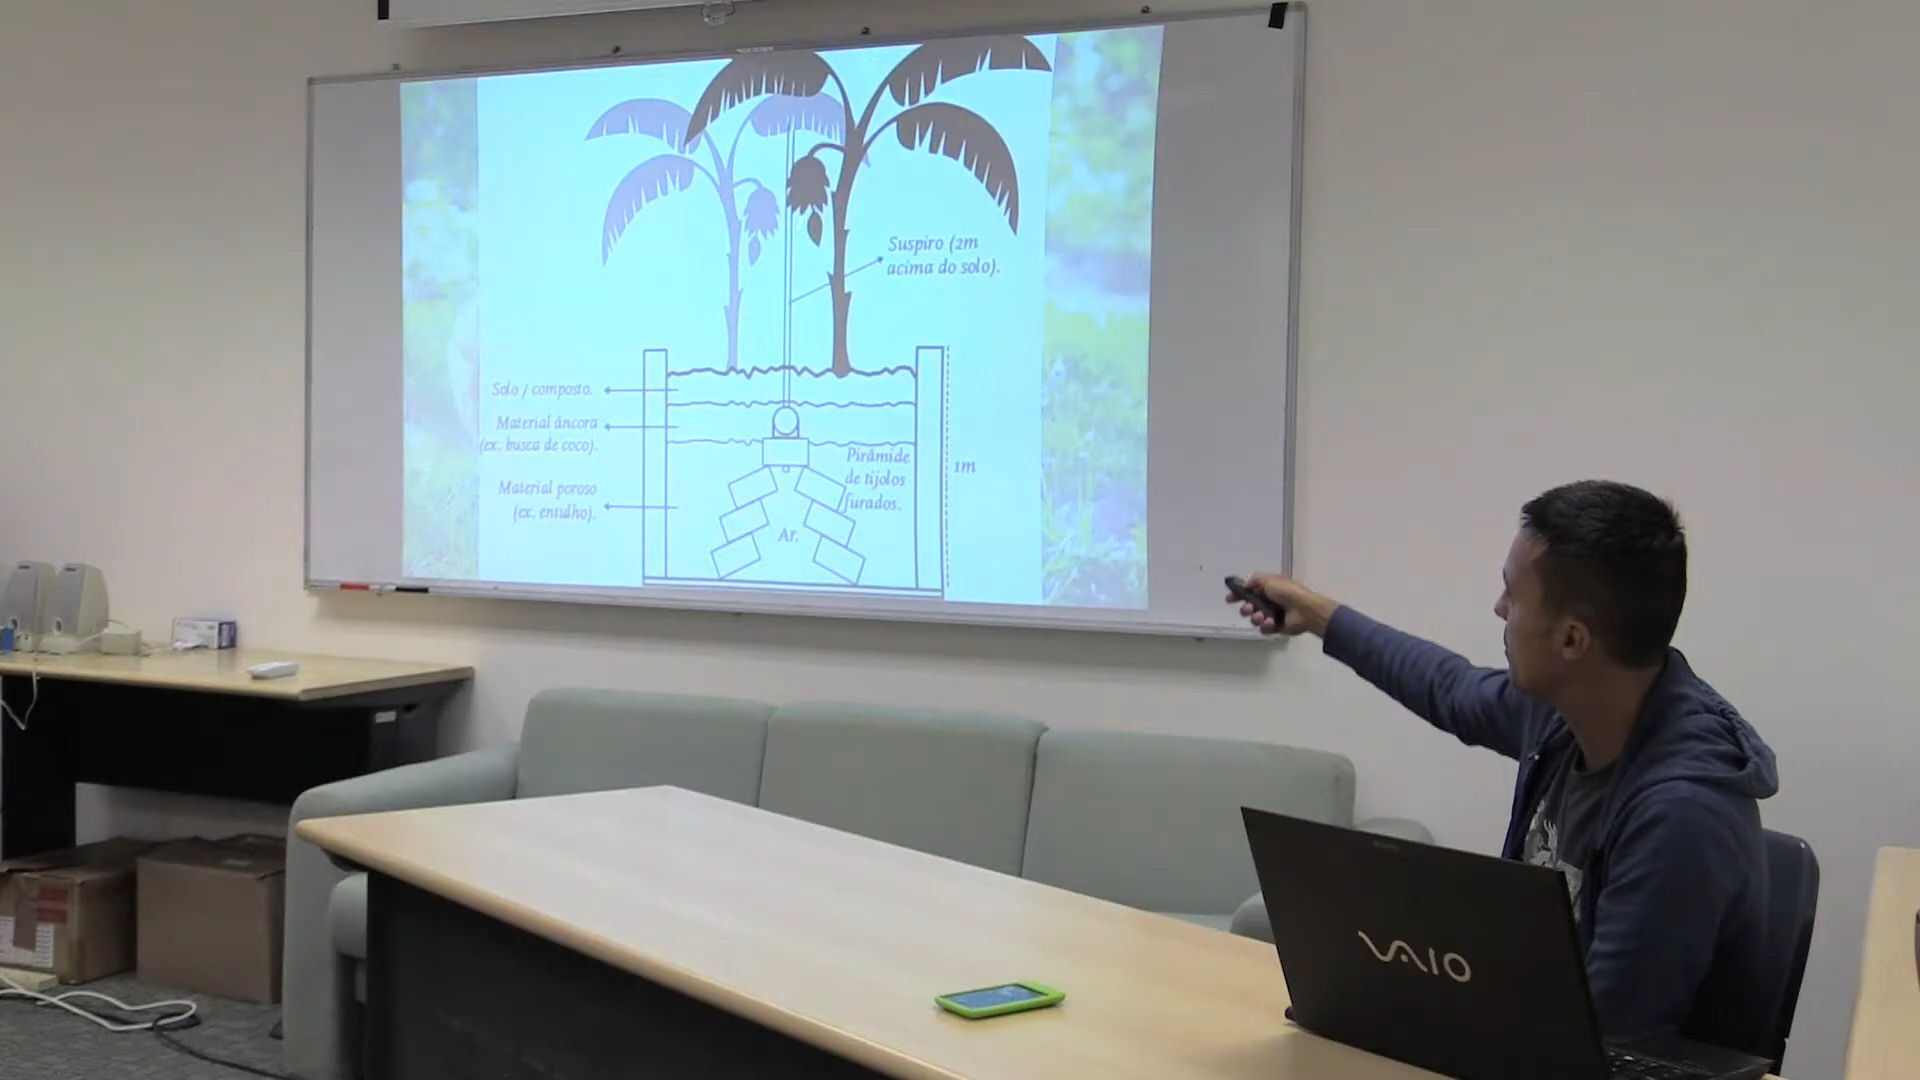 Suspiro (2m
acima do solo).
Solo / composto.
Material âncora
(ex. busca de coco).
Material poroso
(ex. entulho).
Pirâmide
de tijolos
furados.
Ar.
1m
VAIO